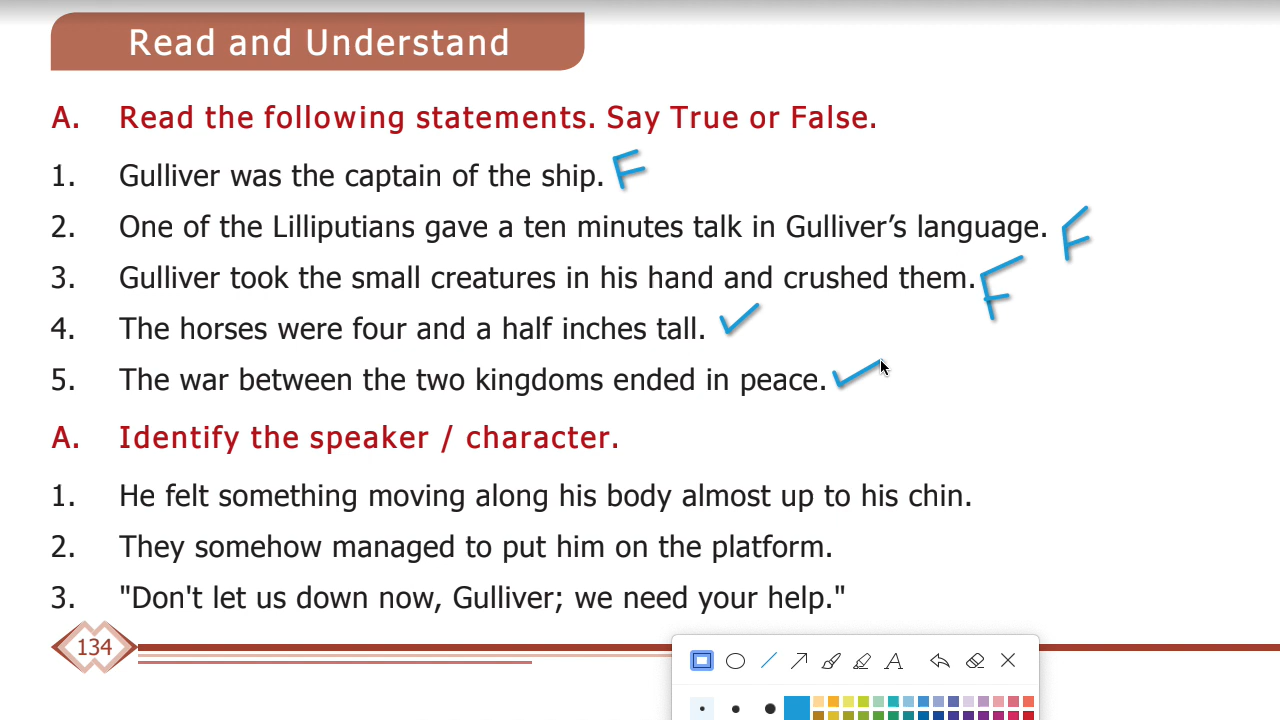 Read and Understand
A. Read the following statements. Say True or False.
1. Gulliver was the captain of the ship. F
2. One of the Lilliputians gave a ten minutes talk in Gulliver’s language. F
3. Gulliver took the small creatures in his hand and crushed them. F
4. The horses were four and a half inches tall. ✓
5. The war between the two kingdoms ended in peace. ✓
A. Identify the speaker / character.
1. He felt something moving along his body almost up to his chin.
2. They somehow managed to put him on the platform.
3. "Don't let us down now, Gulliver; we need your help."
134
A